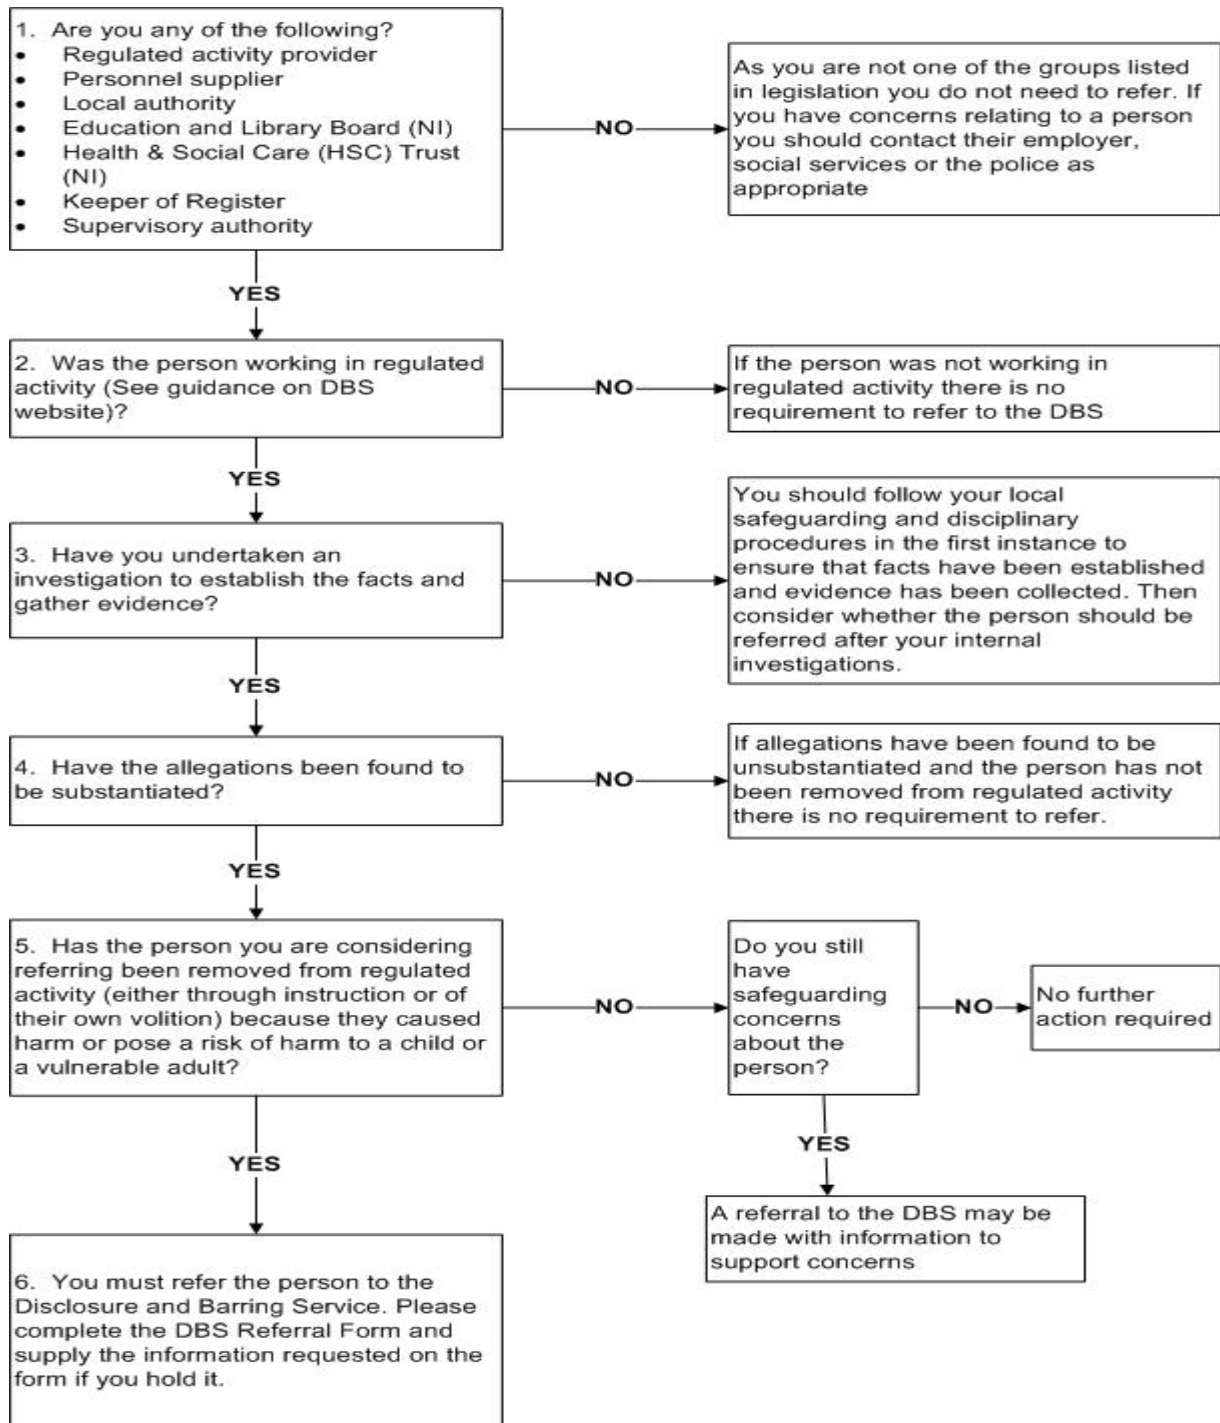 1. Are you any of the following?
• Regulated activity provider
• Personnel supplier
• Local authority
• Education and Library Board (NI)
• Health & Social Care (HSC) Trust
(NI)
• Keeper of Register
• Supervisory authority
NO
As you are not one of the groups listed
in legislation you do not need to refer. If
you have concerns relating to a person
you should contact their employer,
social services or the police as
appropriate
YES
2. Was the person working in regulated
activity (See guidance on DBS
website)?
NO
If the person was not working in
regulated activity there is no
requirement to refer to the DBS
YES
3. Have you undertaken an
investigation to establish the facts and
gather evidence?
NO
You should follow your local
safeguarding and disciplinary
procedures in the first instance to
ensure that facts have been established
and evidence has been collected. Then
consider whether the person should be
referred after your internal
investigations.
YES
4. Have the allegations been found to
be substantiated?
NO
If allegations have been found to be
unsubstantiated and the person has not
been removed from regulated activity
there is no requirement to refer.
YES
5. Has the person you are considering
referring been removed from regulated
activity (either through instruction or of
their own volition) because they caused
harm or pose a risk of harm to a child or
a vulnerable adult?
NO
Do you still
have
safeguarding
concerns
about the
person?
NO
No further
action required
YES
YES
A referral to the DBS may be
made with information to
support concerns
6. You must refer the person to the
Disclosure and Barring Service. Please
complete the DBS Referral Form and
supply the information requested on the
form if you hold it.